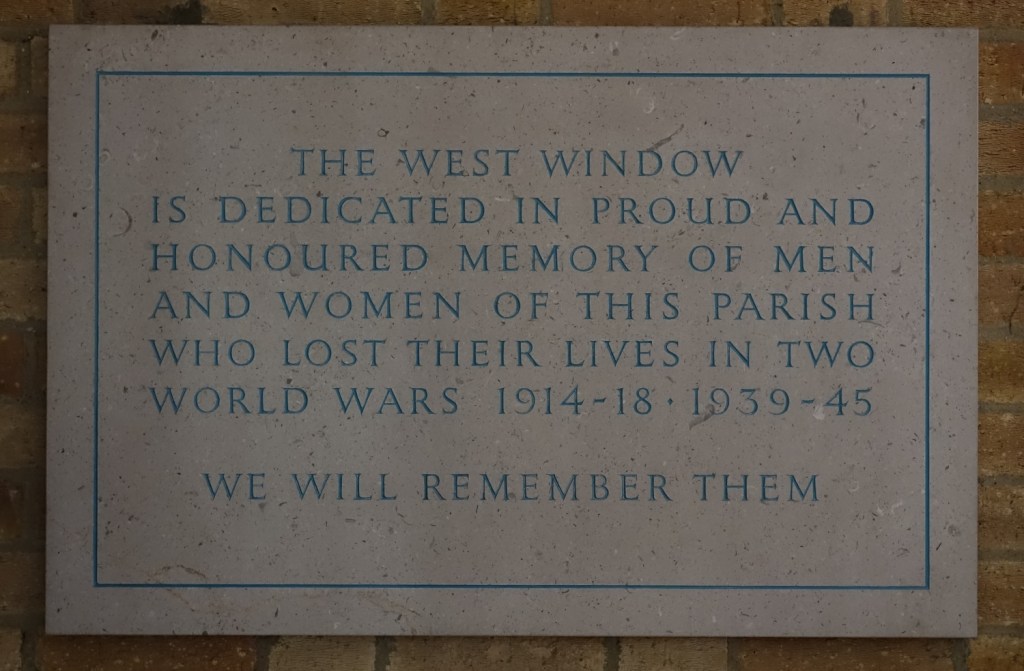 THE WEST WINDOW
IS DEDICATED IN PROUD AND
HONOURED MEMORY OF MEN
AND WOMEN OF THIS PARISH
WHO LOST THEIR LIVES IN TWO
WORLD WARS 1914-18 · 1939-45
WE WILL REMEMBER THEM